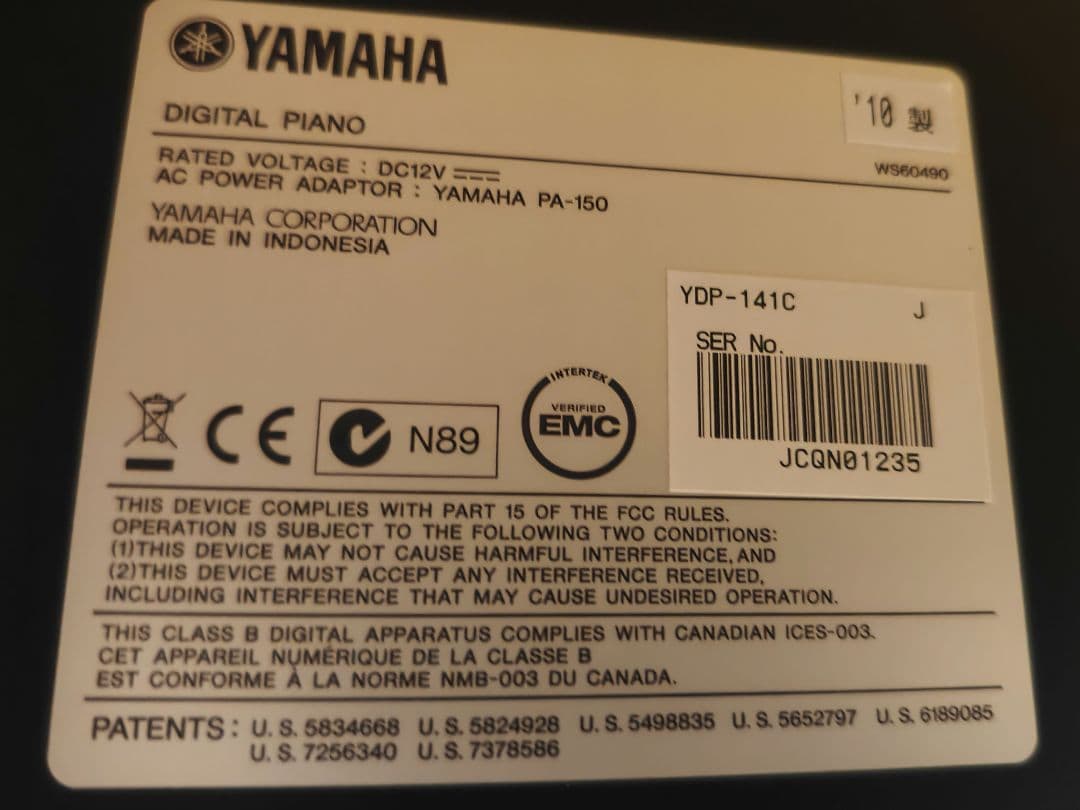 YAMAHA
'10 製
DIGITAL PIANO
WS60490
RATED VOLTAGE : DC12V
AC POWER ADAPTOR : YAMAHA PA-150
YAMAHA CORPORATION
MADE IN INDONESIA
YDP-141C J
SER No.
JCQN01235
CE
N89
INTERTEK
VERIFIED
EMC
THIS DEVICE COMPLIES WITH PART 15 OF THE FCC RULES.
OPERATION IS SUBJECT TO THE FOLLOWING TWO CONDITIONS:
(1)THIS DEVICE MAY NOT CAUSE HARMFUL INTERFERENCE, AND
(2)THIS DEVICE MUST ACCEPT ANY INTERFERENCE RECEIVED,
INCLUDING INTERFERENCE THAT MAY CAUSE UNDESIRED OPERATION.
THIS CLASS B DIGITAL APPARATUS COMPLIES WITH CANADIAN ICES-003.
CET APPAREIL NUMÉRIQUE DE LA CLASSE B
EST CONFORME À LA NORME NMB-003 DU CANADA.
PATENTS : U. S. 5834668 U. S. 5824928 U. S. 5498835 U. S. 5652797 U. S. 6189085
U. S. 7256340 U. S. 7378586